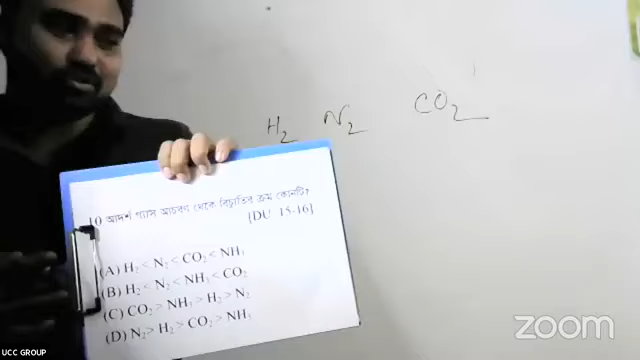 H₂ N₂ CO₂
10 আদর্শ গ্যাস আচরণ থেকে বিচ্যুতির ক্রম কোনটি?
[DU 15-16]
(A) H₂ < N₂ < CO₂ < NH₃
(B) H₂ < N₂ < NH₃ < CO₂
(C) CO₂ > NH₃ > H₂ > N₂
(D) N₂ > H₂ > CO₂ > NH₃
zoom
UCC GROUP